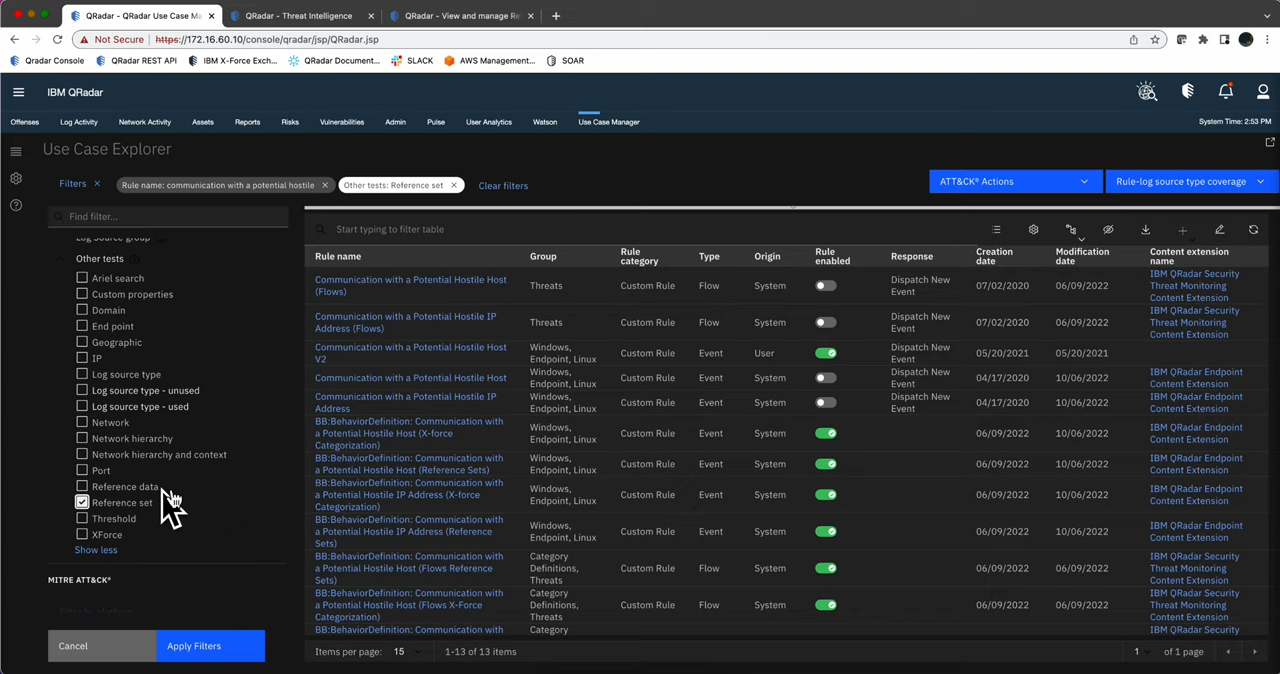 QRadar - QRadar Use Case Ma
QRadar - Threat Intelligence
QRadar - View and manage Re
Not Secure
https://172.16.60.10/console/qradar/jsp/QRadar.jsp
QRadar Console
QRadar REST API
IBM X-Force Exch...
QRadar Document...
SLACK
AWS Management...
SOAR
IBM QRadar
Offenses
Log Activity
Network Activity
Assets
Reports
Risks
Vulnerabilities
Admin
Pulse
User Analytics
Watson
Use Case Manager
System Time: 2:53 PM
Use Case Explorer
Filters
Rule name: communication with a potential hostile
Other tests: Reference set
Clear filters
ATT&CK® Actions
Rule-log source type coverage
Find filter...
Log Source group
Other tests
Ariel search
Custom properties
Domain
End point
Geographic
IP
Log source type
Log source type - unused
Log source type - used
Network
Network hierarchy
Network hierarchy and context
Port
Reference data
Reference set
Threshold
XForce
Show less
MITRE ATT&CK®
Filter by platform
Cancel
Apply Filters
Start typing to filter table
Rule name
Group
Rule category
Type
Origin
Rule enabled
Response
Creation date
Modification date
Content extension name
Communication with a Potential Hostile Host (Flows)
Threats
Custom Rule
Flow
System
Dispatch New Event
07/02/2020
06/09/2022
IBM QRadar Security Threat Monitoring Content Extension
Communication with a Potential Hostile IP Address (Flows)
Threats
Custom Rule
Flow
System
Dispatch New Event
07/02/2020
06/09/2022
IBM QRadar Security Threat Monitoring Content Extension
Communication with a Potential Hostile Host V2
Windows, Endpoint, Linux
Custom Rule
Event
User
Dispatch New Event
05/20/2021
05/20/2021
Communication with a Potential Hostile Host
Windows, Endpoint, Linux
Custom Rule
Event
System
Dispatch New Event
04/17/2020
10/06/2022
IBM QRadar Endpoint Content Extension
Communication with a Potential Hostile IP Address
Windows, Endpoint, Linux
Custom Rule
Event
System
Dispatch New Event
04/17/2020
10/06/2022
IBM QRadar Endpoint Content Extension
BB:BehaviorDefinition: Communication with a Potential Hostile Host (X-force Categorization)
Windows, Endpoint, Linux
Custom Rule
Event
System
06/09/2022
10/06/2022
IBM QRadar Endpoint Content Extension
BB:BehaviorDefinition: Communication with a Potential Hostile Host (Reference Sets)
Windows, Endpoint, Linux
Custom Rule
Event
System
06/09/2022
10/06/2022
IBM QRadar Endpoint Content Extension
BB:BehaviorDefinition: Communication with a Potential Hostile IP Address (X-force Categorization)
Windows, Endpoint, Linux
Custom Rule
Event
System
06/09/2022
10/06/2022
IBM QRadar Endpoint Content Extension
BB:BehaviorDefinition: Communication with a Potential Hostile IP Address (Reference Sets)
Windows, Endpoint, Linux
Custom Rule
Event
System
06/09/2022
10/06/2022
IBM QRadar Endpoint Content Extension
BB:BehaviorDefinition: Communication with a Potential Hostile Host (Flows Reference Sets)
Category Definitions, Threats
Custom Rule
Flow
System
06/09/2022
06/09/2022
IBM QRadar Security Threat Monitoring Content Extension
BB:BehaviorDefinition: Communication with a Potential Hostile Host (Flows X-Force Categorization)
Category Definitions, Threats
Custom Rule
Flow
System
06/09/2022
06/09/2022
IBM QRadar Security Threat Monitoring Content Extension
BB:BehaviorDefinition: Communication with
Category
IBM QRadar Security
Items per page: 15
1-13 of 13 items
1
of 1 page